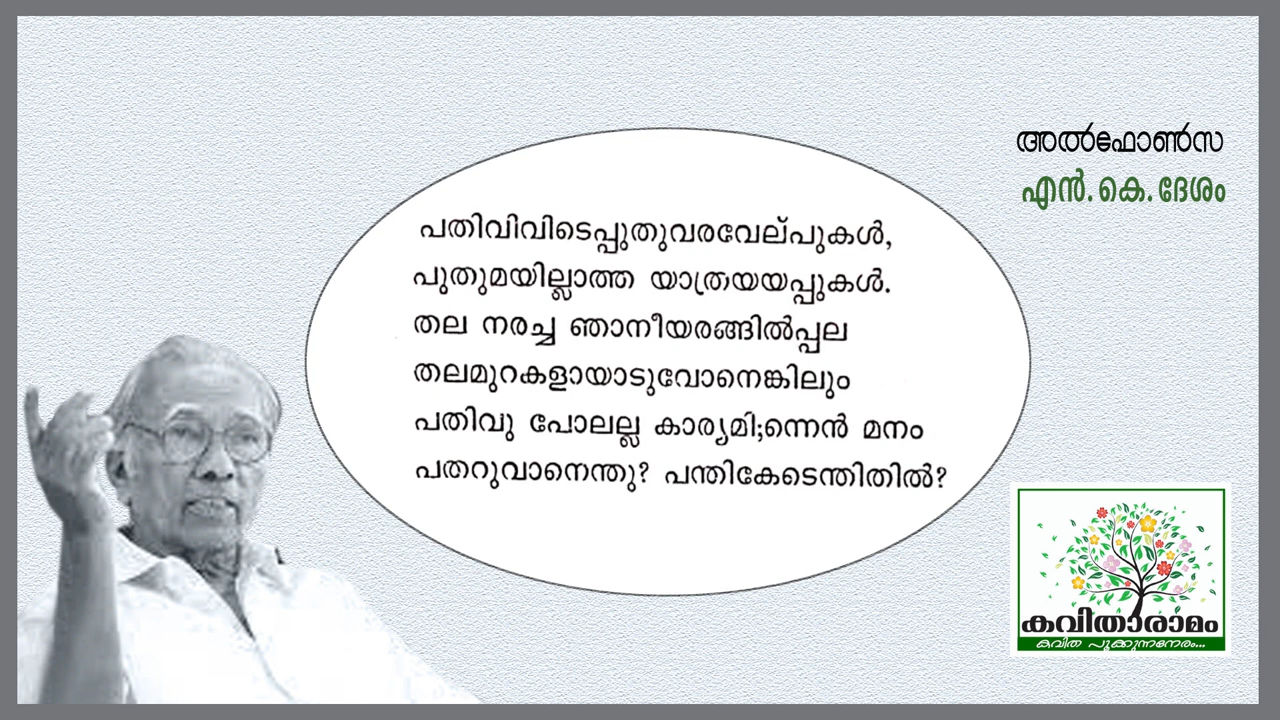 അൽഫോൺസ
എൻ. കെ. ദേശം
പതിവിവിടെപ്പുതുവരവേല്പുകൾ,
പുതുമയില്ലാത്ത യാത്രയയപ്പുകൾ.
തല നരച്ച ഞാനീയരങ്ങിൽപ്പല
തലമുറകളായാടുവോനെങ്കിലും
പതിവു പോലല്ല കാര്യമി;ന്നെൻ മനം
പതറുവാനെന്തു? പന്തികേടെന്തിതിൽ?
കവിതാരാമം
കവിത പൂക്കുന്നനേരം...